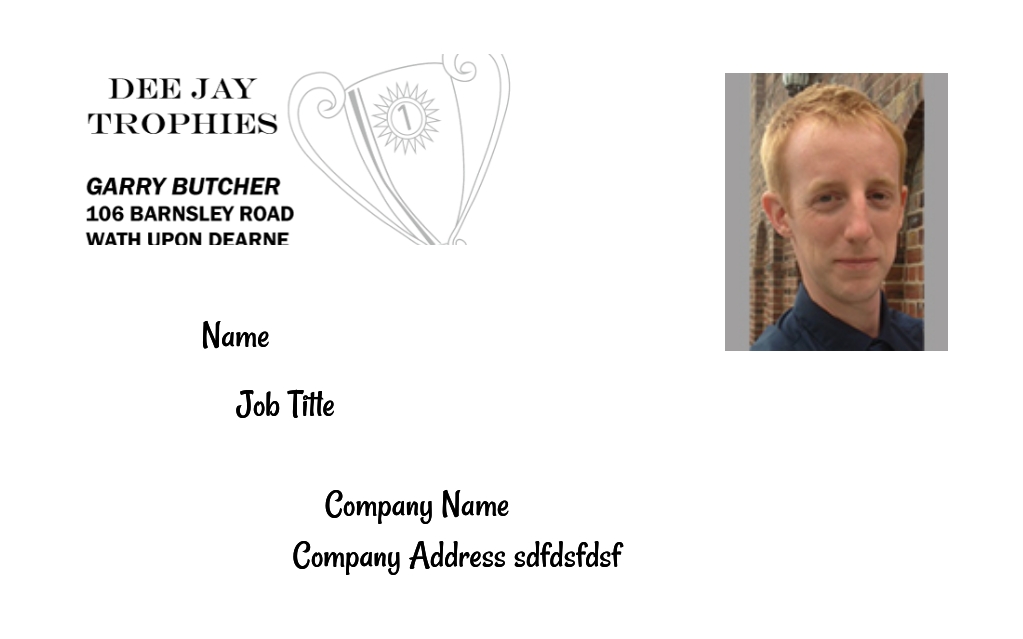 DEE JAY
TROPHIES
1
GARRY BUTCHER
106 BARNSLEY ROAD
WATH UPON DEARNE
Name
Job Title
Company Name
Company Address sdfdsfdsf